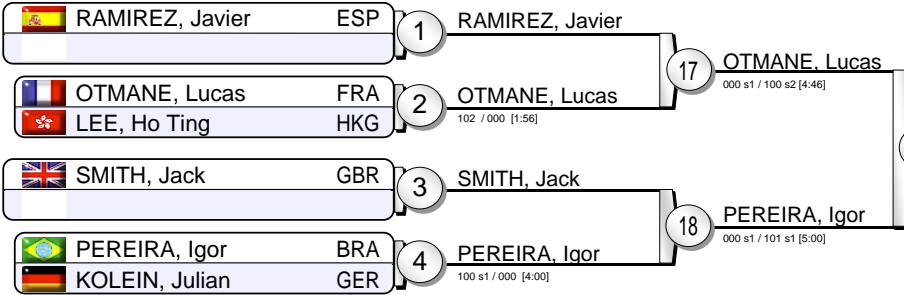 RAMIREZ, Javier ESP
1
RAMIREZ, Javier
17
OTMANE, Lucas
000 s1 / 100 s2 [4:46]
OTMANE, Lucas FRA
LEE, Ho Ting HKG
2
OTMANE, Lucas
102 / 000 [1:56]
SMITH, Jack GBR
3
SMITH, Jack
18
PEREIRA, Igor
000 s1 / 101 s1 [5:00]
PEREIRA, Igor BRA
KOLEIN, Julian GER
4
PEREIRA, Igor
100 s1 / 000 [4:00]